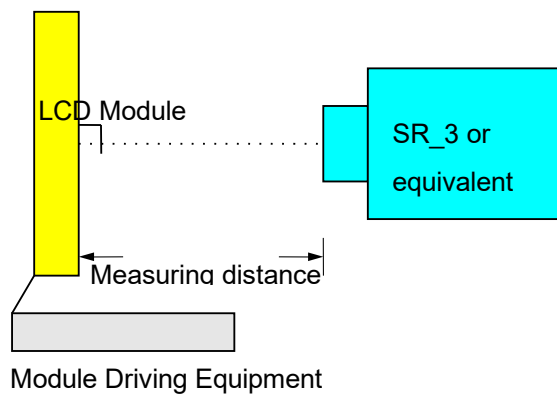 LCD Module
SR_3 or
equivalent
Measuring distance
Module Driving Equipment